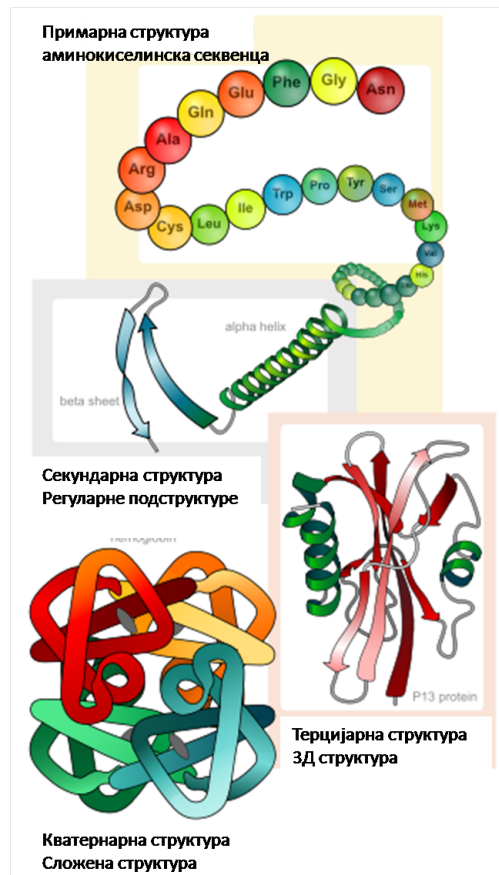 Примарна структура
аминокиселинска секвенца
Asn
Gly
Phe
Glu
Gln
Ala
Arg
Asp
Cys
Leu
Ile
Trp
Pro
Tyr
Ser
Met
Lys
Val
His
alpha helix
beta sheet
Секундарна структура
Регуларне подструктуре
hemoglobin
P13 protein
Терцијарна структура
3Д структура
Кватернарна структура
Сложена структура